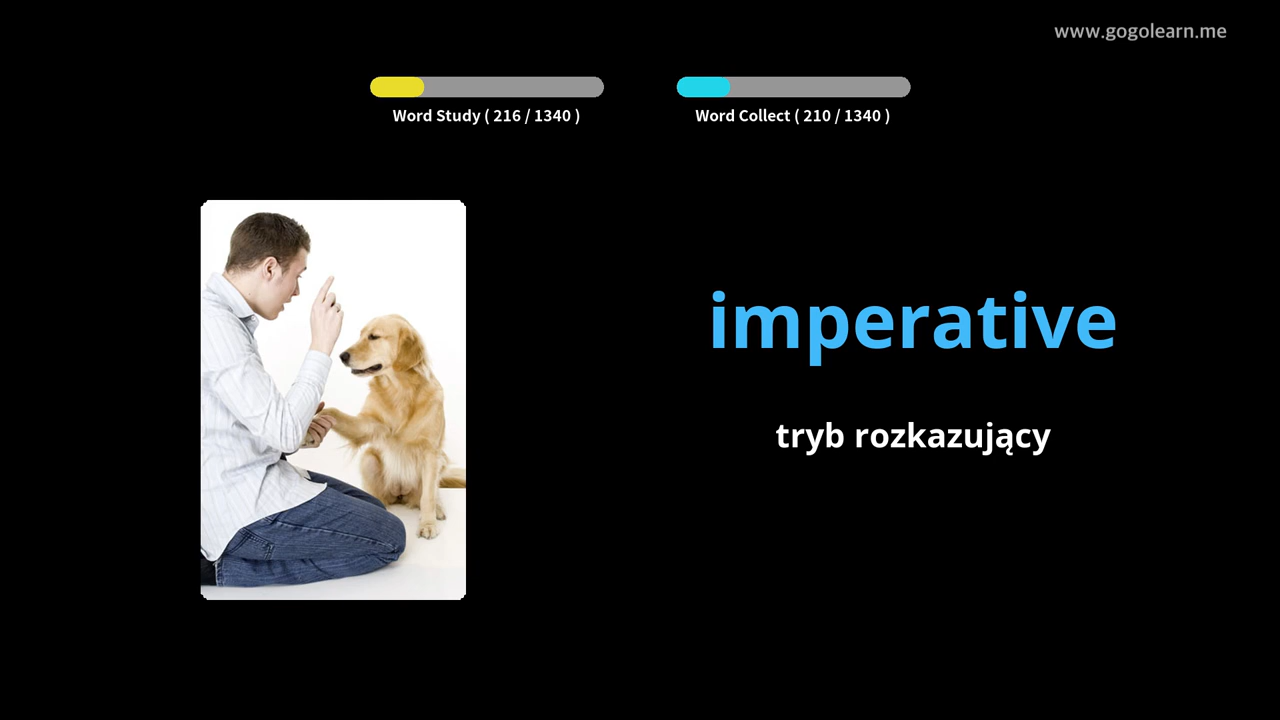 www.gogolearn.me
Word Study ( 216 / 1340 )
Word Collect ( 210 / 1340 )
imperative
tryb rozkazujący